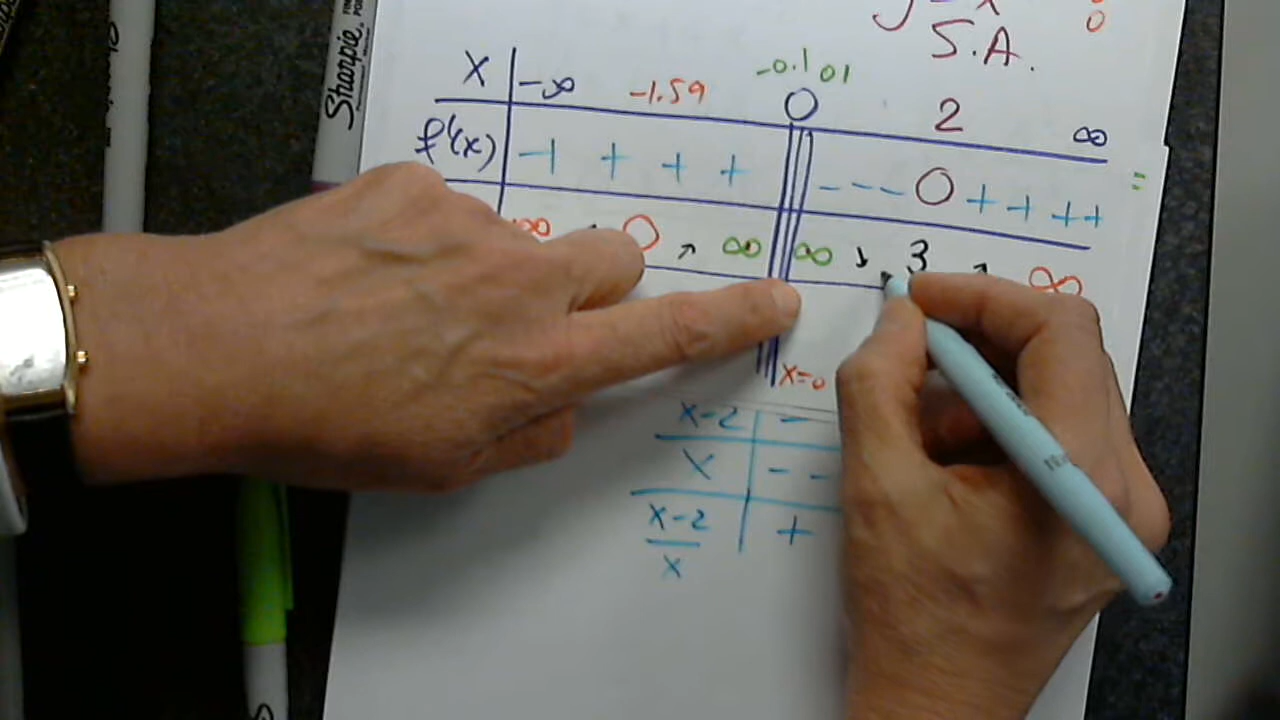 Sharpie
S.A.
-0.1 01
x -∞ -1.59 0 2 ∞
f'(x) + + + + - - - 0 + + + +
∞ 0 ↗ ∞ ∞ ↓ 3 ↗ ∞
x=0
x-2 -
x - -
x-2 +
x